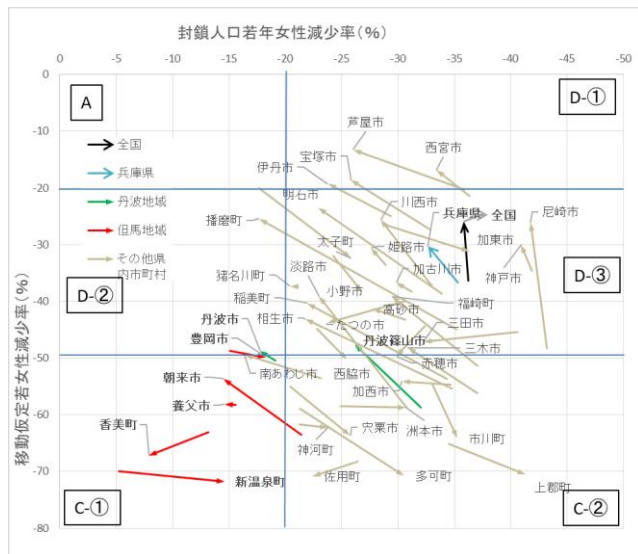 封鎖人口若年女性減少率(%)
0 -5 -10 -15 -20 -25 -30 -35 -40 -45 -50
移動仮定若女性減少率(%)
0
-10
-20
-30
-40
-50
-60
-70
-80
A
D-①
D-②
D-③
C-①
C-②
全国
兵庫県
丹波地域
但馬地域
その他県
内市町村
芦屋市
宝塚市
西宮市
伊丹市
明石市
川西市
兵庫県
全国
尼崎市
播磨町
太子町
姫路市
加東市
淡路市
神戸市
猪名川町
小野市
加古川市
稲美町
高砂市
福崎町
丹波市
相生市
たつの市
三田市
豊岡市
丹波篠山市
三木市
朝来市
南あわじ市
西脇市
赤穂市
養父市
加西市
香美町
宍粟市
洲本市
市川町
神河町
新温泉町
佐用町
多可町
上郡町